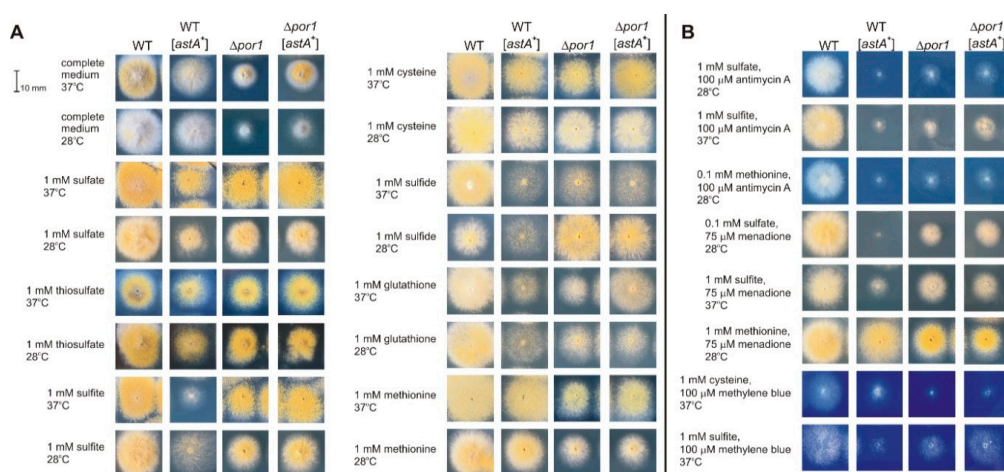 A
WT
WT
[astA+]
Δpor1
Δpor1
[astA+]
complete
medium
37°C
10 mm
complete
medium
28°C
1 mM sulfate
37°C
1 mM sulfate
28°C
1 mM thiosulfate
37°C
1 mM thiosulfate
28°C
1 mM sulfite
37°C
1 mM sulfite
28°C
WT
WT
[astA+]
Δpor1
Δpor1
[astA+]
1 mM cysteine
37°C
1 mM cysteine
28°C
1 mM sulfide
37°C
1 mM sulfide
28°C
1 mM glutathione
37°C
1 mM glutathione
28°C
1 mM methionine
37°C
1 mM methionine
28°C
B
WT
WT
[astA+]
Δpor1
Δpor1
[astA+]
1 mM sulfate,
100 µM antimycin A
28°C
1 mM sulfite,
100 µM antimycin A
37°C
0.1 mM methionine,
100 µM antimycin A
28°C
0.1 mM sulfate,
75 µM menadione
28°C
1 mM sulfite,
75 µM menadione
37°C
1 mM methionine,
75 µM menadione
28°C
1 mM cysteine,
100 µM methylene blue
37°C
1 mM sulfite,
100 µM methylene blue
37°C